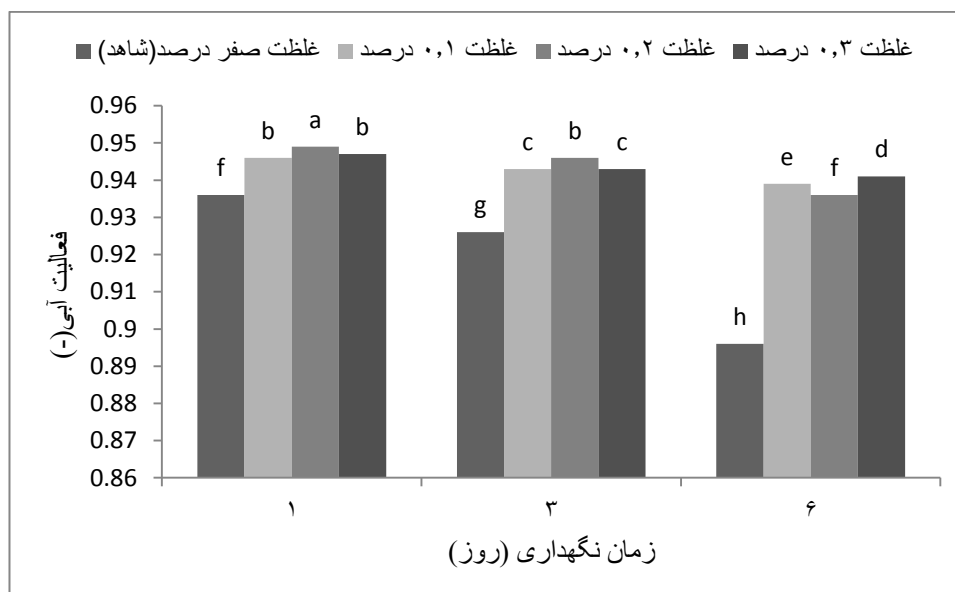 غلظت صفر درصد(شاهد) غلظت ۰,۱ درصد غلظت ۰,۲ درصد غلظت ۰,۳ درصد
فعالیت آبی(-)
0.96
0.95
0.94
0.93
0.92
0.91
0.9
0.89
0.88
0.87
0.86
f b a b
g c b c
h e f d
۱ ۳ ۶
زمان نگهداری (روز)